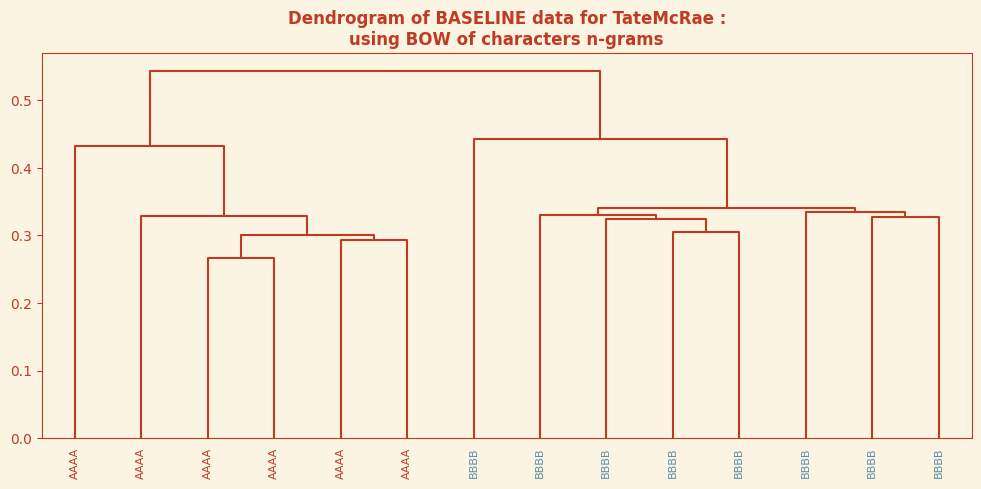 Dendrogram of BASELINE data for TateMcRae :
using BOW of characters n-grams
0.5
0.4
0.3
0.2
0.1
0.0
AAAA AAAA AAAA AAAA AAAA AAAA BBBB BBBB BBBB BBBB BBBB BBBB BBBB BBBB